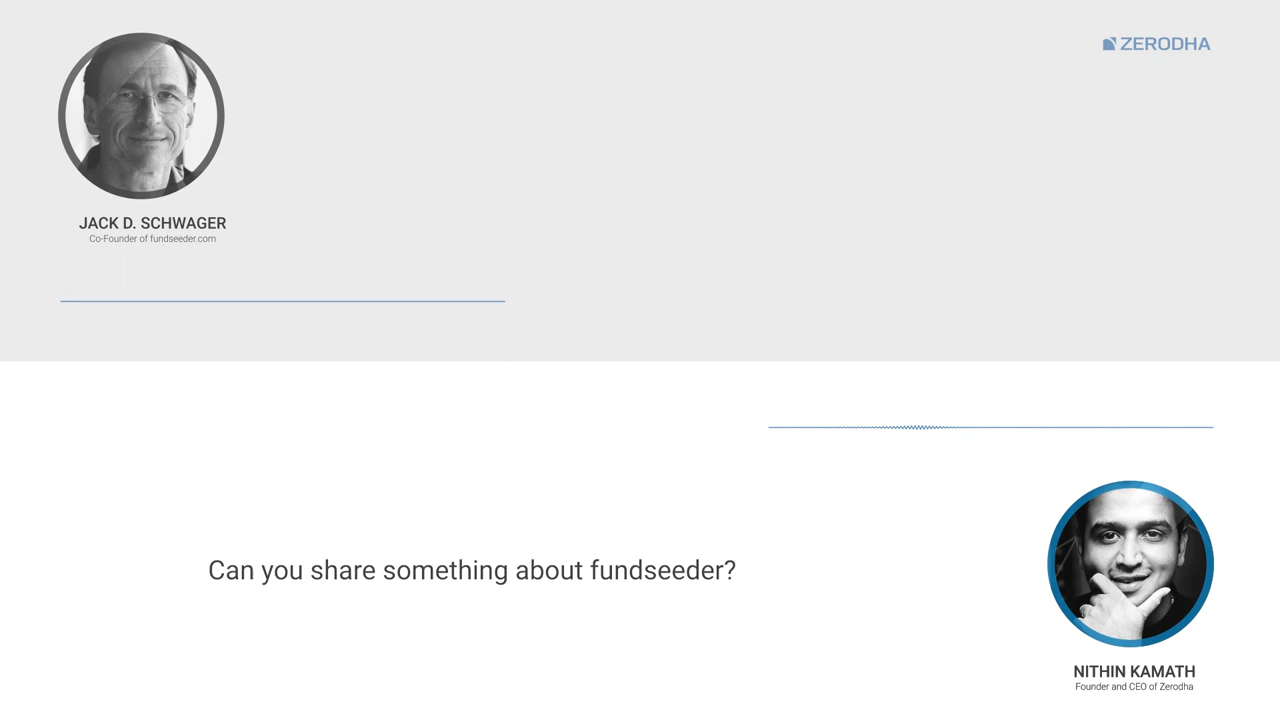 ZERODHA
JACK D. SCHWAGER
Co-Founder of fundseeder.com
Can you share something about fundseeder?
NITHIN KAMATH
Founder and CEO of Zerodha